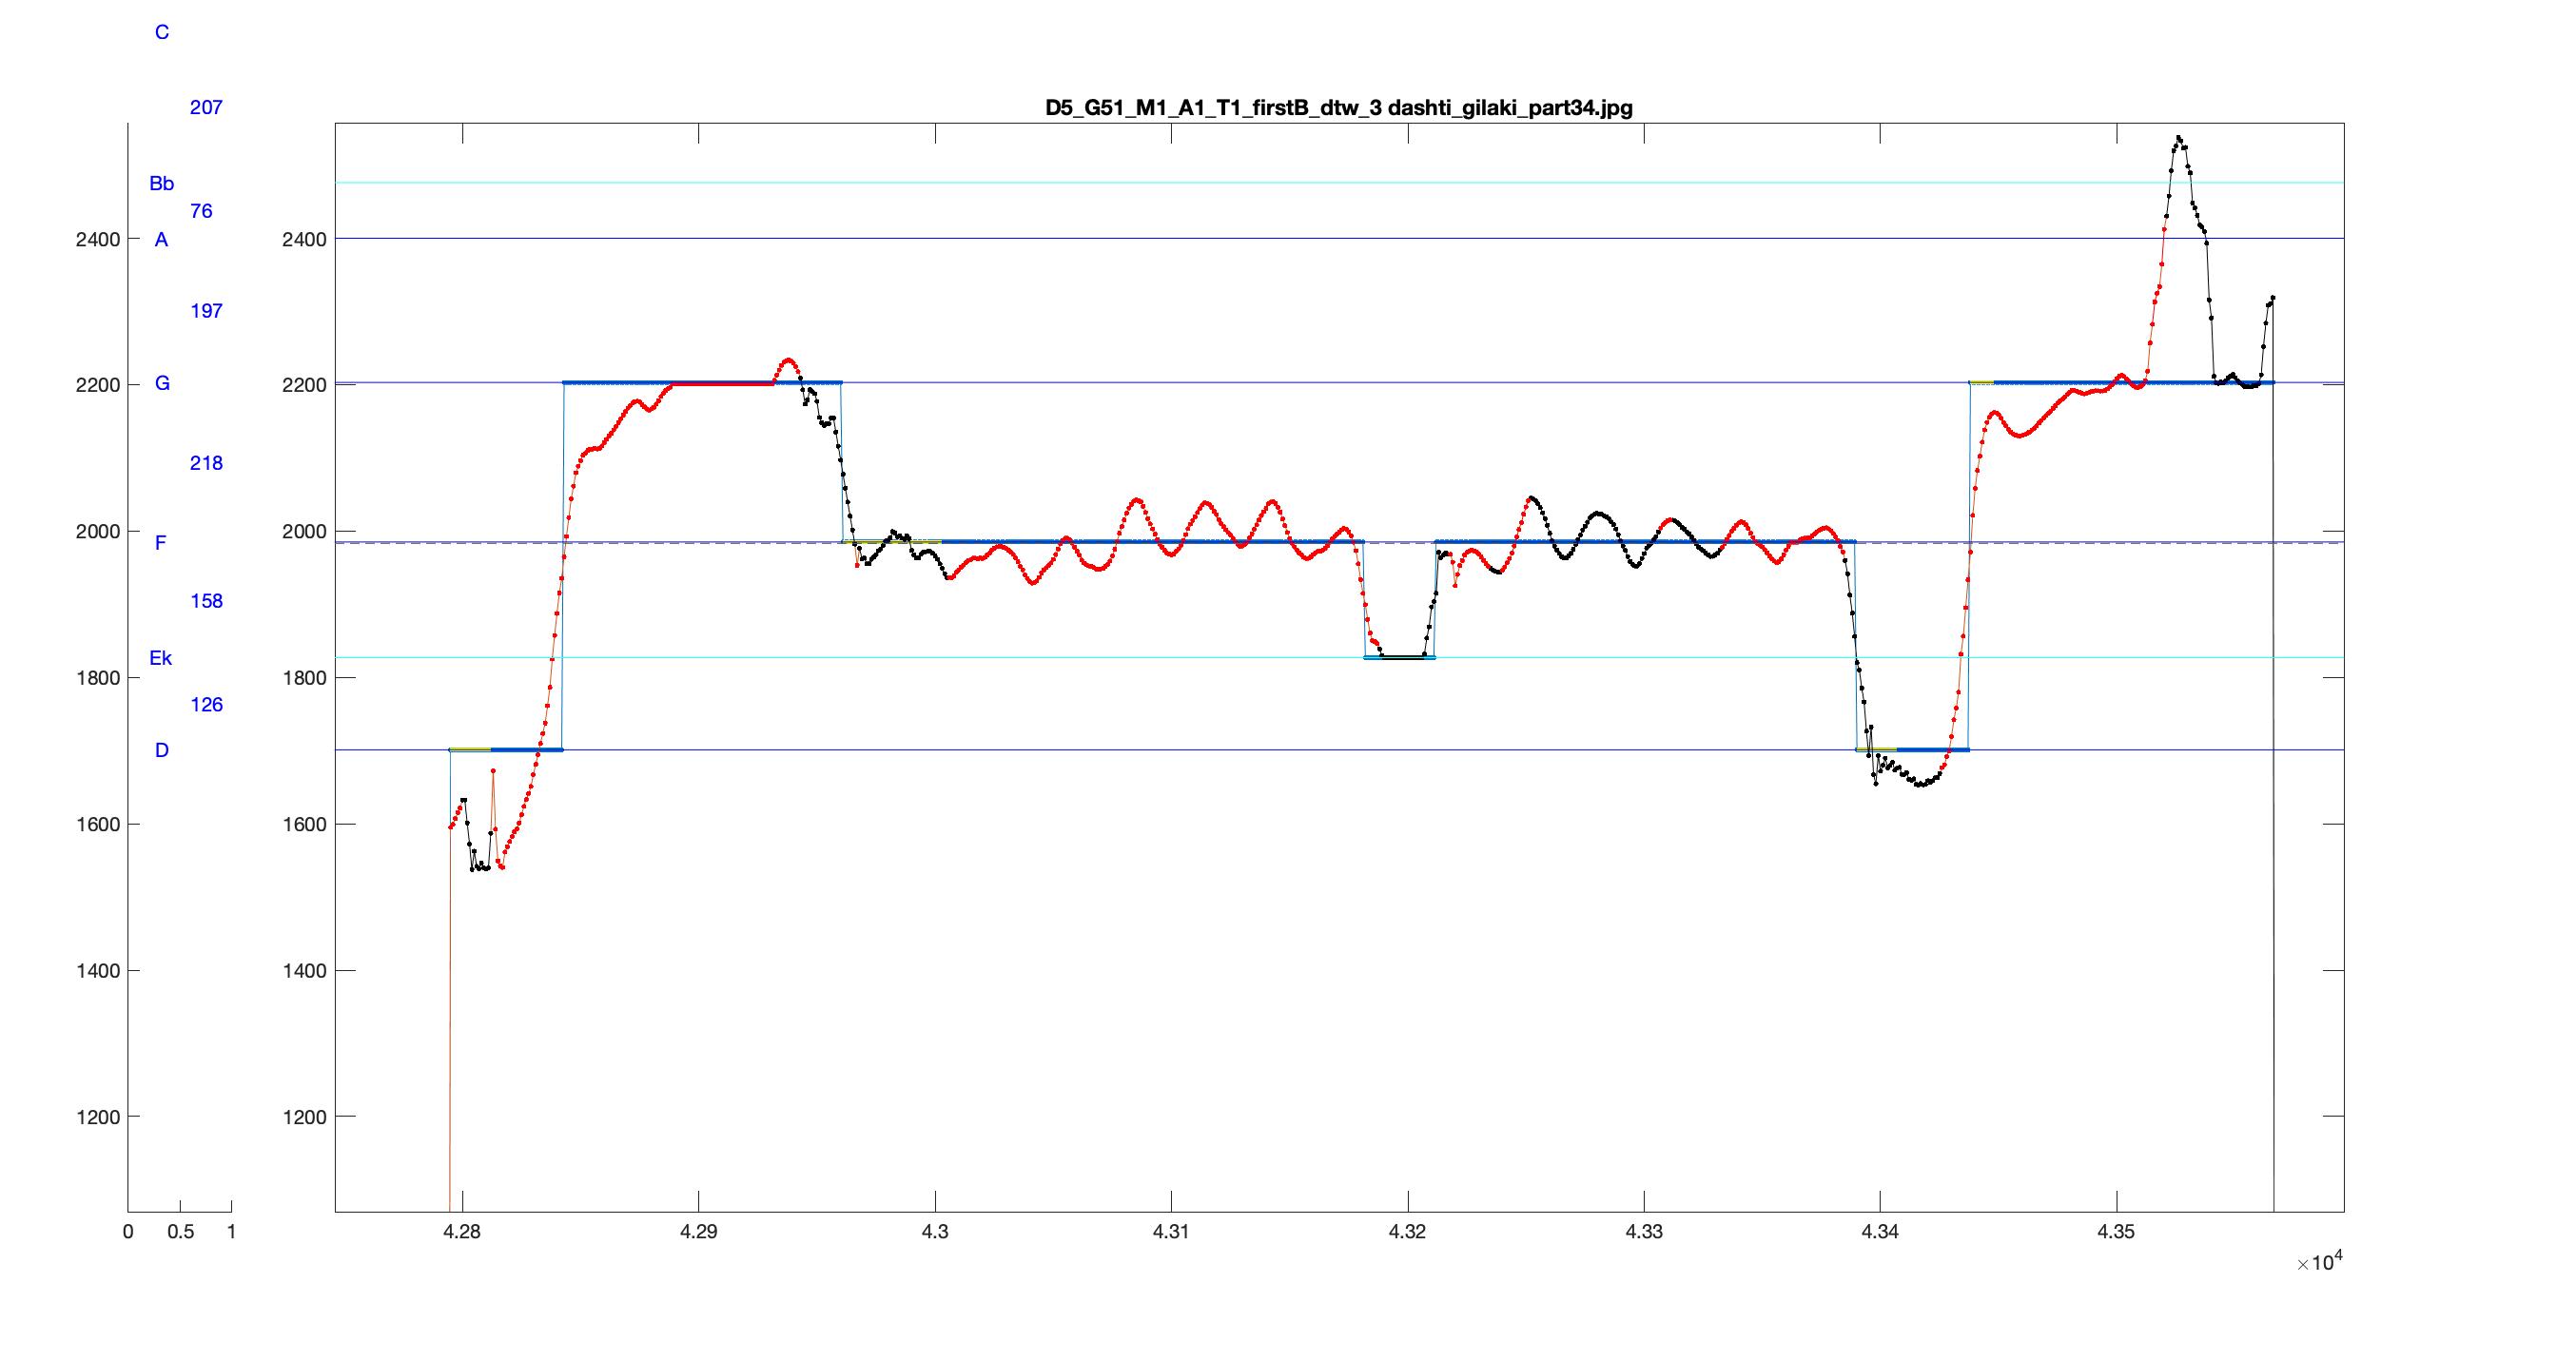 C
207
D5_G51_M1_A1_T1_firstB_dtw_3 dashti_gilaki_part34.jpg
Bb
76
2400 A 2400
197
2200 G 2200
218
2000 F 2000
158
Ek
1800 1800
126
D
1600 1600
1400 1400
1200 1200
0 0.5 1 4.28 4.29 4.3 4.31 4.32 4.33 4.34 4.35
×10^4